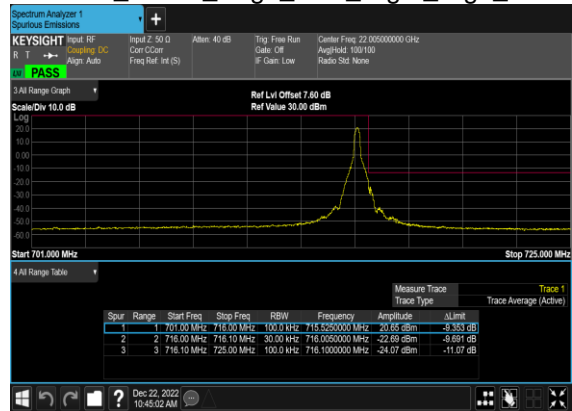 Spectrum Analyzer 1
Spurious Emissions
+
KEYSIGHT Input: RF Input Z: 50 Ω Atten: 40 dB Trig: Free Run Center Freq: 22.005000000 GHz
R T Coupling: DC Corr CCorr Gate: Off Avg|Hold: 100/100
Align: Auto Freq Ref: Int (S) IF Gain: Low Radio Std: None
PASS
3 All Range Graph
Ref Lvl Offset 7.60 dB
Scale/Div 10.0 dB Ref Value 30.00 dBm
Log
20.0
10.0
0.00
-10.0
-20.0
-30.0
-40.0
-50.0
-60.0
Start 701.000 MHz Stop 725.000 MHz
4 All Range Table
Measure Trace Trace 1
Trace Type Trace Average (Active)
Spur Range Start Freq Stop Freq RBW Frequency Amplitude ΔLimit
1 1 701.00 MHz 716.00 MHz 100.0 kHz 715.5250000 MHz 20.65 dBm -9.353 dB
2 2 716.00 MHz 716.10 MHz 30.00 kHz 716.0050000 MHz -22.69 dBm -9.691 dB
3 3 716.10 MHz 725.00 MHz 100.0 kHz 716.1000000 MHz -24.07 dBm -11.07 dB
? Dec 22, 2022
10:45:02 AM